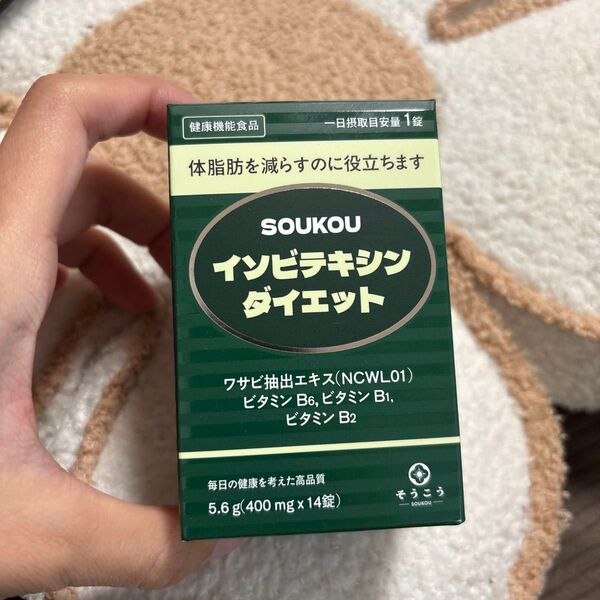 健康機能食品
一日摂取目安量 1錠
体脂肪を減らすのに役立ちます
SOUKOU
イソビテキシン
ダイエット
ワサビ抽出エキス(NCWL01)
ビタミン B6, ビタミン B1,
ビタミン B2
毎日の健康を考えた高品質
5.6 g(400 mg x 14錠)
そうこう
SOUKOU